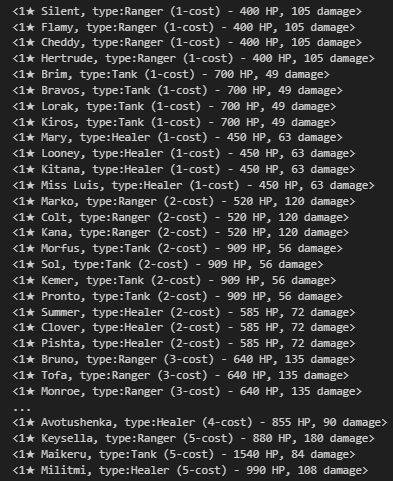 <1★ Silent, type:Ranger (1-cost) - 400 HP, 105 damage>
<1★ Flamy, type:Ranger (1-cost) - 400 HP, 105 damage>
<1★ Cheddy, type:Ranger (1-cost) - 400 HP, 105 damage>
<1★ Hertrude, type:Ranger (1-cost) - 400 HP, 105 damage>
<1★ Brim, type:Tank (1-cost) - 700 HP, 49 damage>
<1★ Bravos, type:Tank (1-cost) - 700 HP, 49 damage>
<1★ Lorak, type:Tank (1-cost) - 700 HP, 49 damage>
<1★ Kiros, type:Tank (1-cost) - 700 HP, 49 damage>
<1★ Mary, type:Healer (1-cost) - 450 HP, 63 damage>
<1★ Looney, type:Healer (1-cost) - 450 HP, 63 damage>
<1★ Kitana, type:Healer (1-cost) - 450 HP, 63 damage>
<1★ Miss Luis, type:Healer (1-cost) - 450 HP, 63 damage>
<1★ Marko, type:Ranger (2-cost) - 520 HP, 120 damage>
<1★ Colt, type:Ranger (2-cost) - 520 HP, 120 damage>
<1★ Kana, type:Ranger (2-cost) - 520 HP, 120 damage>
<1★ Morfus, type:Tank (2-cost) - 909 HP, 56 damage>
<1★ Sol, type:Tank (2-cost) - 909 HP, 56 damage>
<1★ Kemer, type:Tank (2-cost) - 909 HP, 56 damage>
<1★ Pronto, type:Tank (2-cost) - 909 HP, 56 damage>
<1★ Summer, type:Healer (2-cost) - 585 HP, 72 damage>
<1★ Clover, type:Healer (2-cost) - 585 HP, 72 damage>
<1★ Pishta, type:Healer (2-cost) - 585 HP, 72 damage>
<1★ Bruno, type:Ranger (3-cost) - 640 HP, 135 damage>
<1★ Tofa, type:Ranger (3-cost) - 640 HP, 135 damage>
<1★ Monroe, type:Ranger (3-cost) - 640 HP, 135 damage>
...
<1★ Avotushenka, type:Healer (4-cost) - 855 HP, 90 damage>
<1★ Keysella, type:Ranger (5-cost) - 880 HP, 180 damage>
<1★ Maikeru, type:Tank (5-cost) - 1540 HP, 84 damage>
<1★ Militmi, type:Healer (5-cost) - 990 HP, 108 damage>